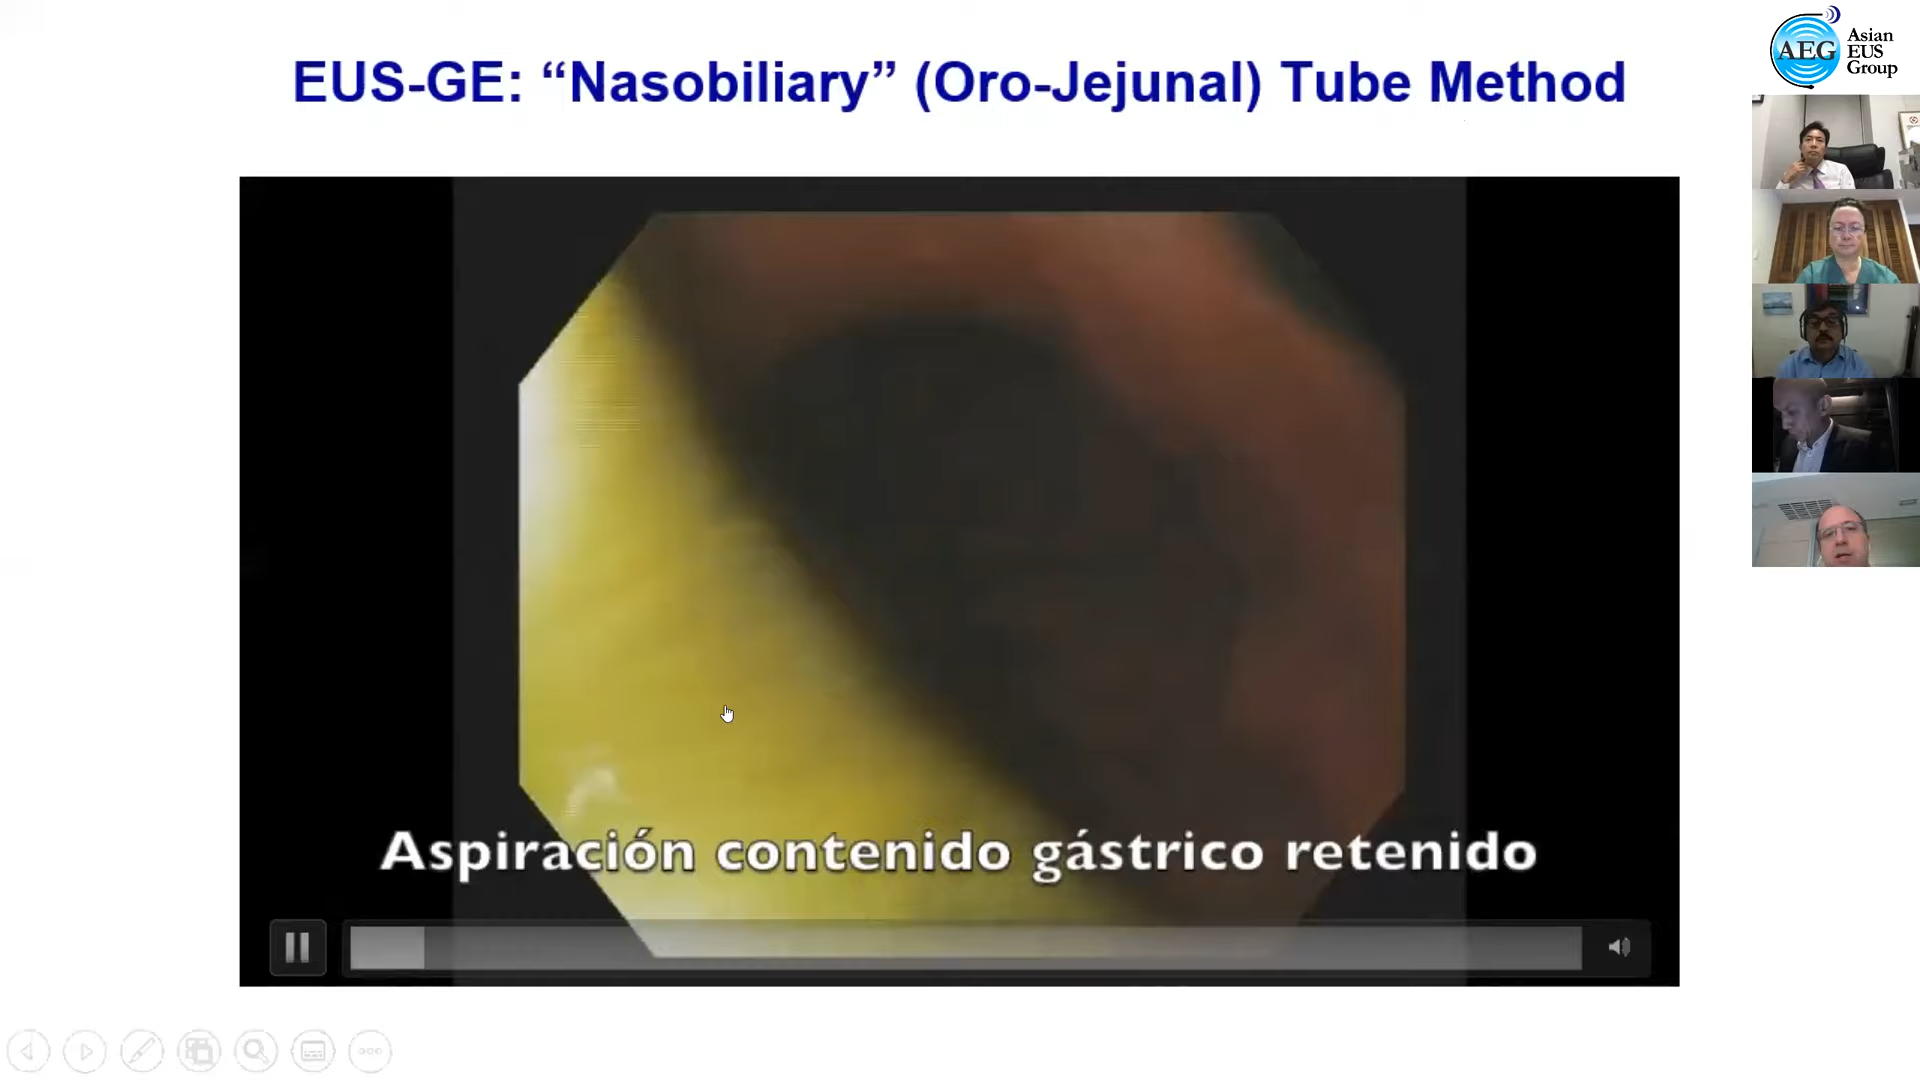 EUS-GE: “Nasobiliary” (Oro-Jejunal) Tube Method
AEG
Asian
EUS
Group
Aspiración contenido gástrico retenido